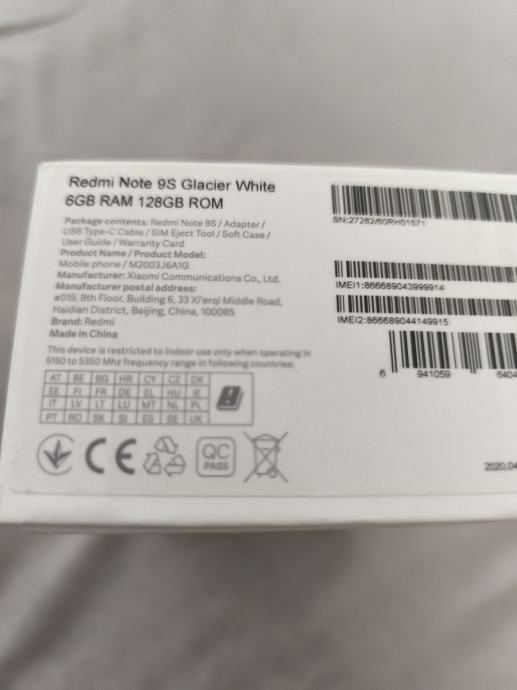 Redmi Note 9S Glacier White
6GB RAM 128GB ROM
Package contents: Redmi Note 9S / Adapter /
USB Type-C Cable / SIM Eject Tool / Soft Case /
User Guide / Warranty Card
Product Name / Product Model:
Mobile phone / M2003J6A1G
Manufacturer: Xiaomi Communications Co., Ltd.
Manufacturer postal address:
#019, 9th Floor, Building 6, 33 Xi'erqi Middle Road,
Haidian District, Beijing, China, 100085
Brand: Redmi
Made in China
This device is restricted to indoor use only when operating in
5150 to 5350 Mhz frequency range in following countries:
AT BE BG HR CY CZ DK
EE FI FR DE EL HU IE
IT LV LT LU MT NL PL
PT RO SK SI ES SE UK
CE
QC
PASS
IMEI1:866689043999914
IMEI2:866689044149915
6 941059 6404
2020.04